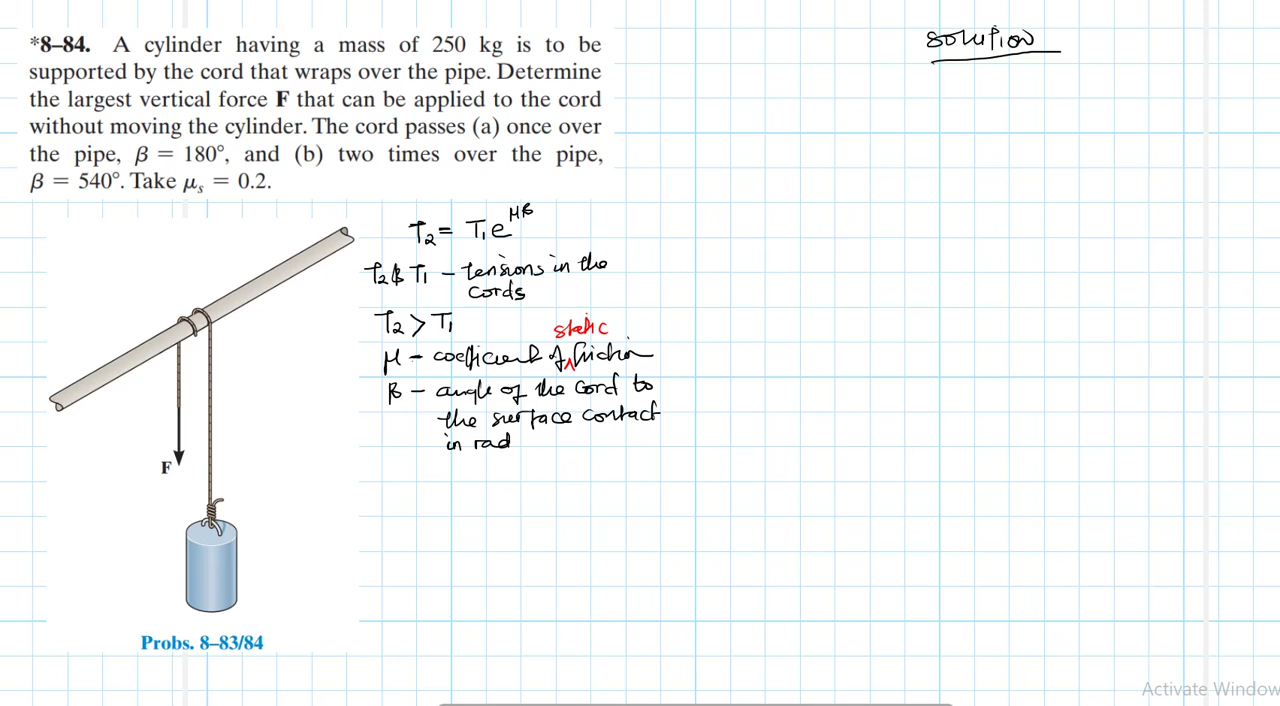 *8–84. A cylinder having a mass of 250 kg is to be
supported by the cord that wraps over the pipe. Determine
the largest vertical force F that can be applied to the cord
without moving the cylinder. The cord passes (a) once over
the pipe, β = 180°, and (b) two times over the pipe,
β = 540°. Take μs = 0.2.
solution
T2 = T1 e^μβ
T2 & T1 – tensions in the
cords
T2 > T1
static
μ – coefficient of ^ friction
β – angle of the cord to
the surface contact
in rad
F
Probs. 8–83/84
Activate Window